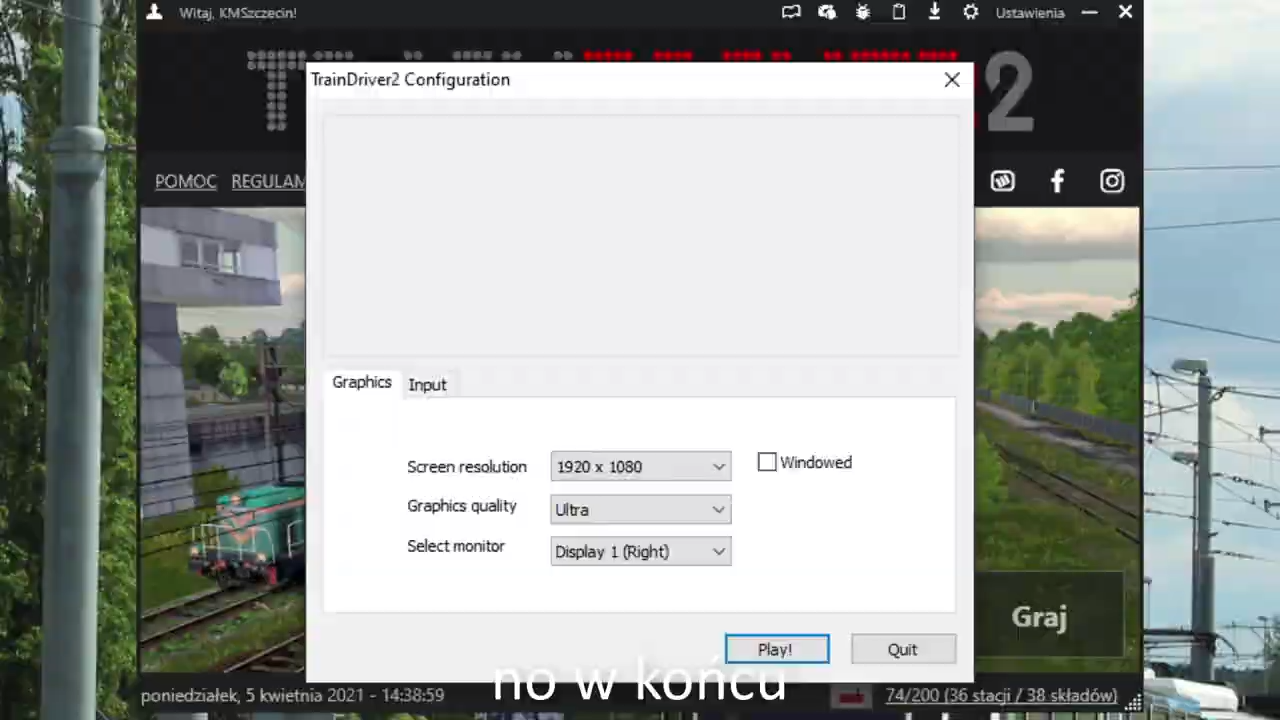 Witaj, KMSzczecin!
Ustawienia
2
TrainDriver2 Configuration
POMOC
REGULAM
Graphics
Input
Screen resolution
1920 x 1080
Windowed
Graphics quality
Ultra
Select monitor
Display 1 (Right)
Graj
Play!
Quit
no w końcu
poniedziałek, 5 kwietnia 2021 - 14:38:59
74/200 (36 stacji / 38 składów)